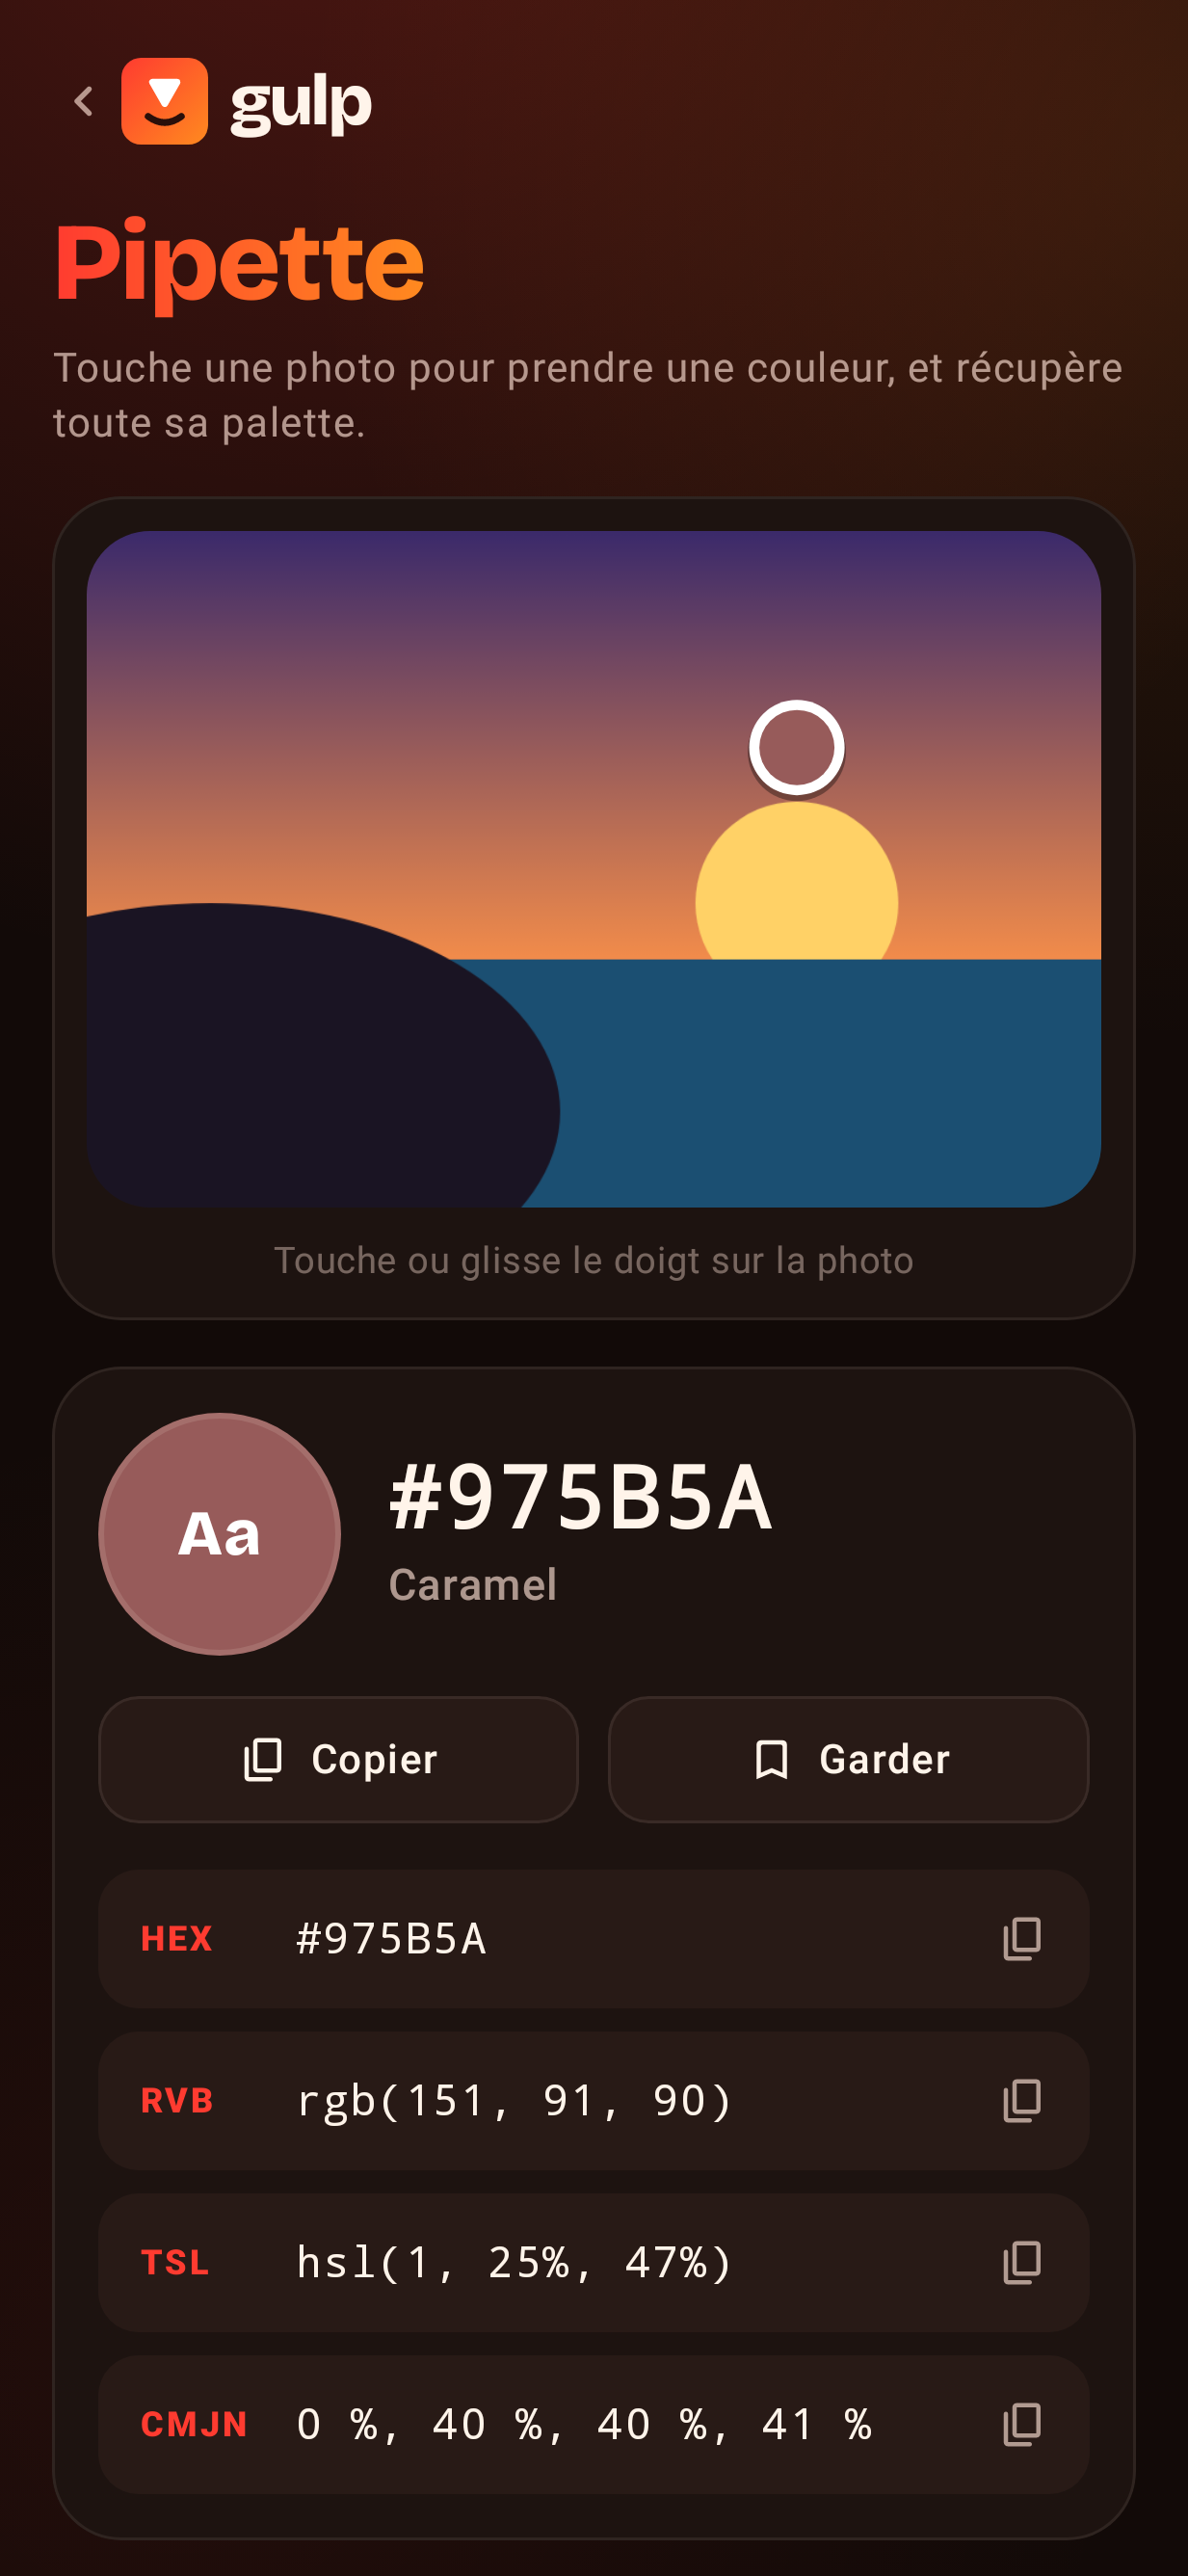 gulp
Pipette
Touche une photo pour prendre une couleur, et récupère
toute sa palette.
Touche ou glisse le doigt sur la photo
Aa
#975B5A
Caramel
Copier
Garder
HEX #975B5A
RVB rgb(151, 91, 90)
TSL hsl(1, 25%, 47%)
CMJN 0 %, 40 %, 40 %, 41 %